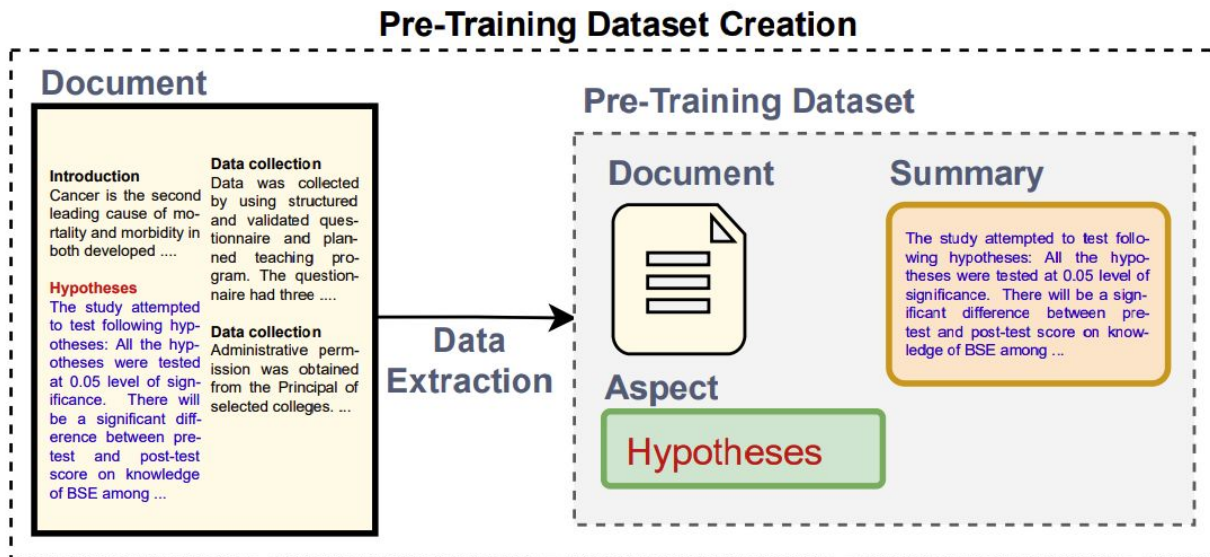 Pre-Training Dataset Creation
Document
Introduction
Cancer is the second
leading cause of mo-
rtality and morbidity in
both developed ....
Hypotheses
The study attempted
to test following hyp-
otheses: All the hyp-
otheses were tested
at 0.05 level of sign-
ificance. There will
be a significant diff-
erence between pre-
test and post-test
score on knowledge
of BSE among ...
Data collection
Data was collected
by using structured
and validated ques-
tionnaire and plan-
ned teaching pro-
gram. The question-
naire had three ....
Data collection
Administrative perm-
ission was obtained
from the Principal of
selected colleges. ...
Data
Extraction
Pre-Training Dataset
Document
Summary
The study attempted to test follo-
wing hypotheses: All the hypo-
theses were tested at 0.05 level of
significance. There will be a sign-
ificant difference between pre-
test and post-test score on know-
ledge of BSE among ...
Aspect
Hypotheses